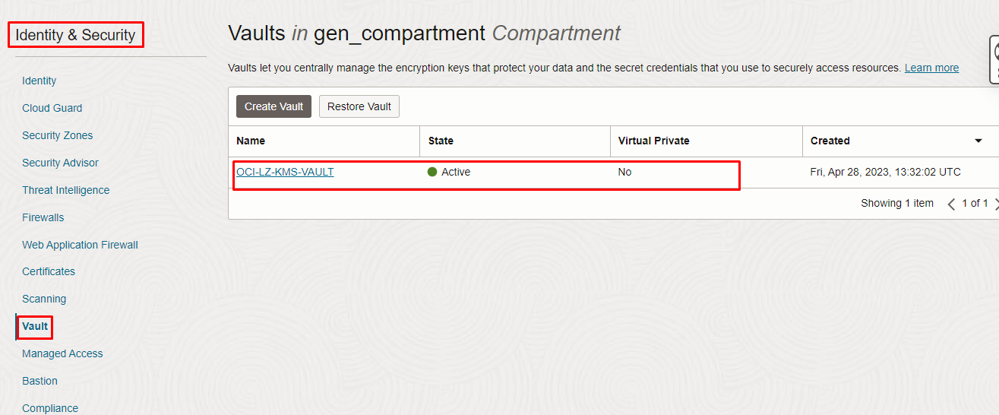 Identity & Security
Identity
Cloud Guard
Security Zones
Security Advisor
Threat Intelligence
Firewalls
Web Application Firewall
Certificates
Scanning
Vault
Managed Access
Bastion
Compliance
Vaults in gen_compartment Compartment
Vaults let you centrally manage the encryption keys that protect your data and the secret credentials that you use to securely access resources. Learn more
Create Vault Restore Vault
Name State Virtual Private Created
OCI-LZ-KMS-VAULT Active No Fri, Apr 28, 2023, 13:32:02 UTC
Showing 1 item 1 of 1